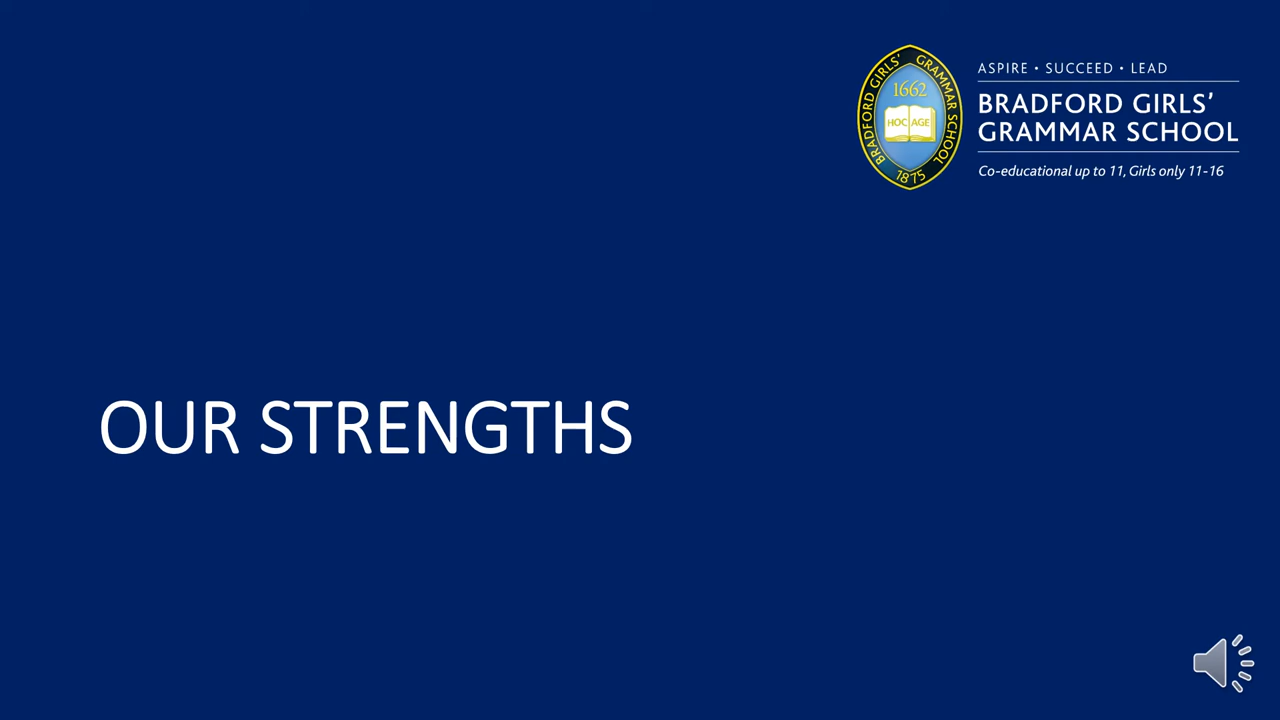 BRADFORD GIRLS' GRAMMAR SCHOOL
1662
HOC AGE
1875
ASPIRE • SUCCEED • LEAD
BRADFORD GIRLS'
GRAMMAR SCHOOL
Co-educational up to 11, Girls only 11-16
OUR STRENGTHS